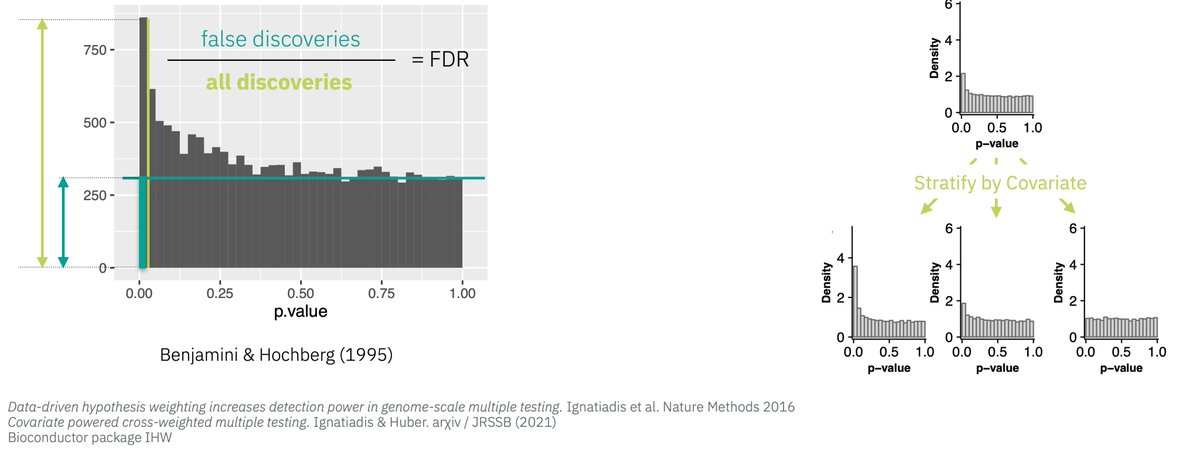 750
500
250
0
0.00 0.25 0.50 0.75 1.00
p.value
false discoveries
all discoveries
= FDR
Benjamini & Hochberg (1995)
6
4
2
0
Density
0.0 0.5 1.0
p-value
Stratify by Covariate
4
2
0
Density
0.0 0.5 1.0
p-value
6
4
2
0
Density
0.0 0.5 1.0
p-value
6
4
2
0
Density
0.0 0.5 1.0
p-value
Data-driven hypothesis weighting increases detection power in genome-scale multiple testing. Ignatiadis et al. Nature Methods 2016
Covariate powered cross-weighted multiple testing. Ignatiadis & Huber. arχiv / JRSSB (2021)
Bioconductor package IHW